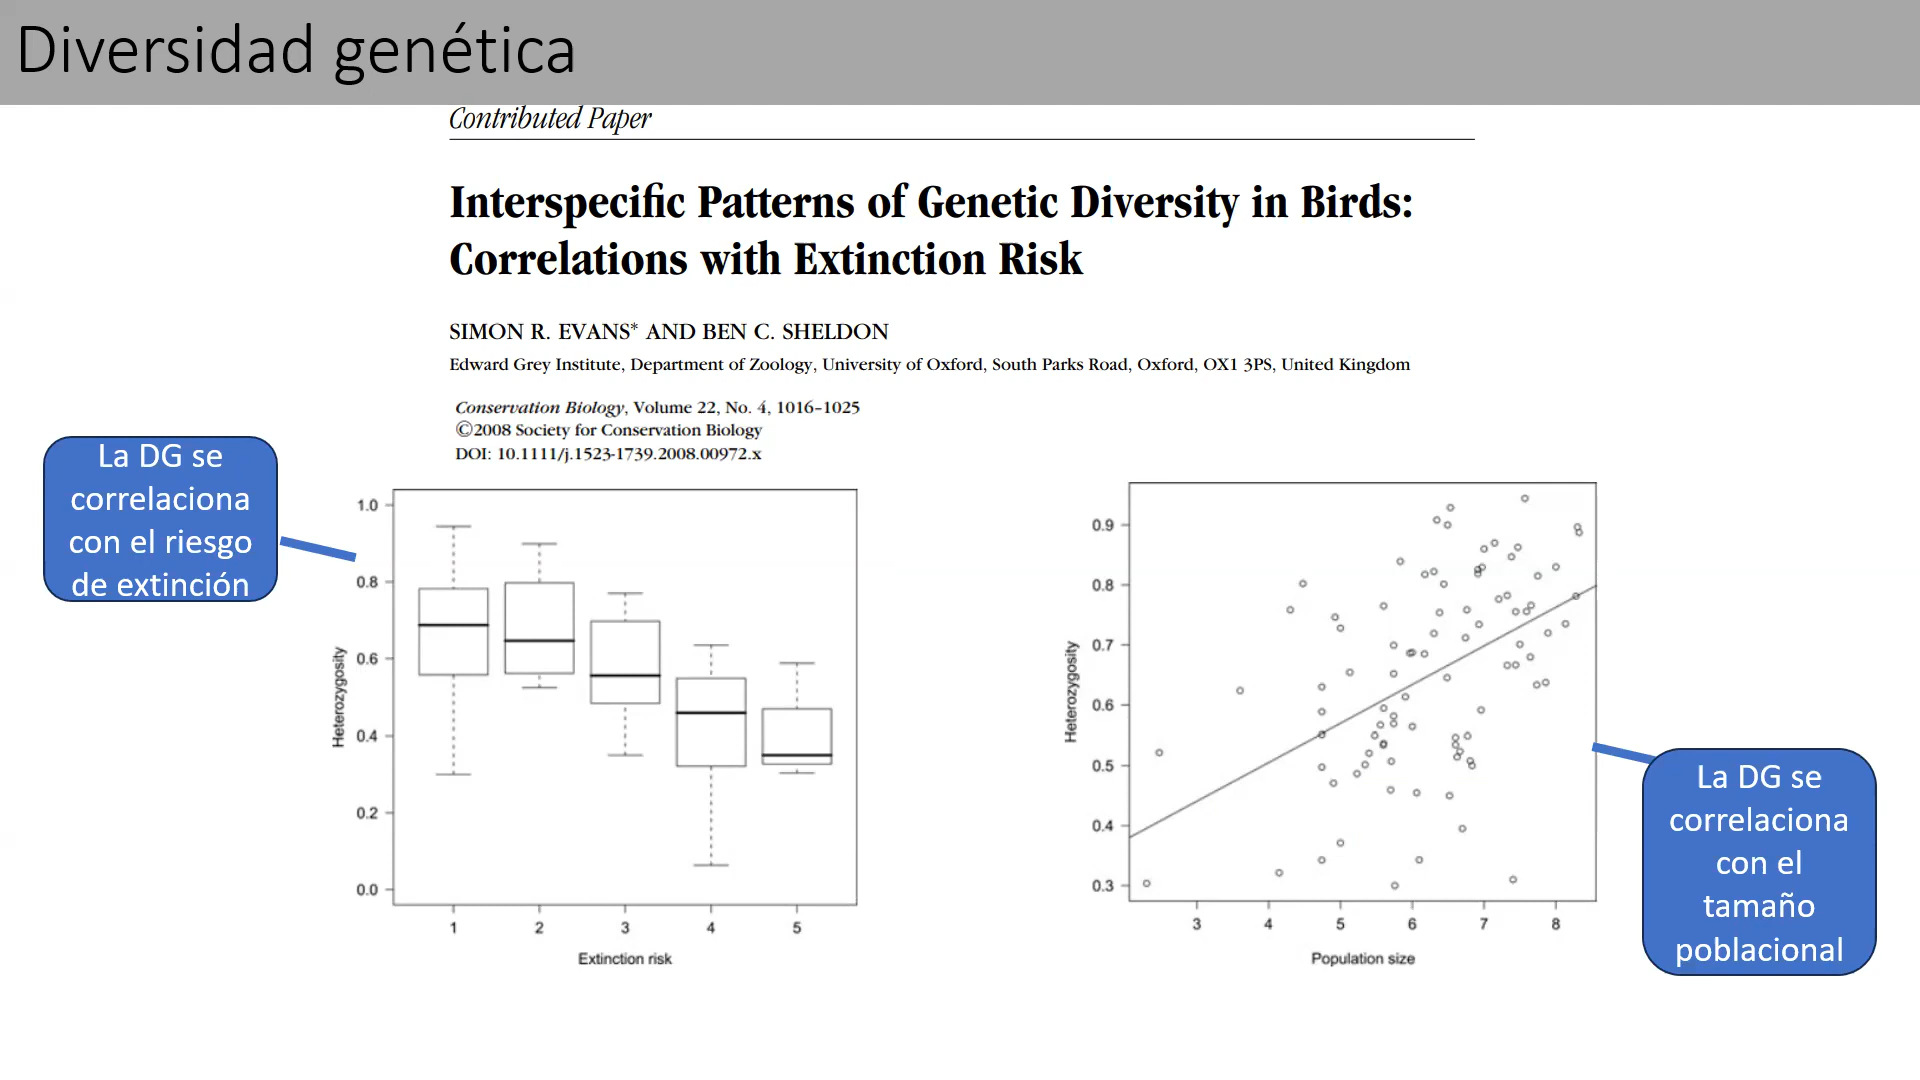 Diversidad genética
Contributed Paper
Interspecific Patterns of Genetic Diversity in Birds:
Correlations with Extinction Risk
SIMON R. EVANS* AND BEN C. SHELDON
Edward Grey Institute, Department of Zoology, University of Oxford, South Parks Road, Oxford, OX1 3PS, United Kingdom
Conservation Biology, Volume 22, No. 4, 1016–1025
©2008 Society for Conservation Biology
DOI: 10.1111/j.1523-1739.2008.00972.x
La DG se
correlaciona
con el riesgo
de extinción
1.0
0.8
0.6
0.4
0.2
0.0
Heterozygosity
1 2 3 4 5
Extinction risk
0.9
0.8
0.7
0.6
0.5
0.4
0.3
Heterozygosity
3 4 5 6 7 8
Population size
La DG se
correlaciona
con el
tamaño
poblacional